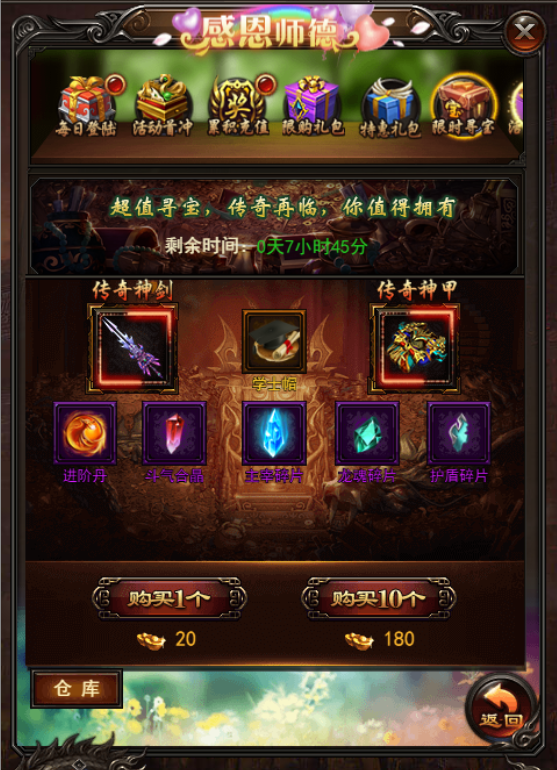 感恩师德
每日登陆 活动首冲 累积充值 限购礼包 特惠礼包 限时寻宝
超值寻宝，传奇再临，你值得拥有
剩余时间：0天7小时45分
传奇神剑 传奇神甲
学士帽
进阶丹 斗气合晶 主宰碎片 龙魂碎片 护盾碎片
购买1个 购买10个
20 180
仓库
返回